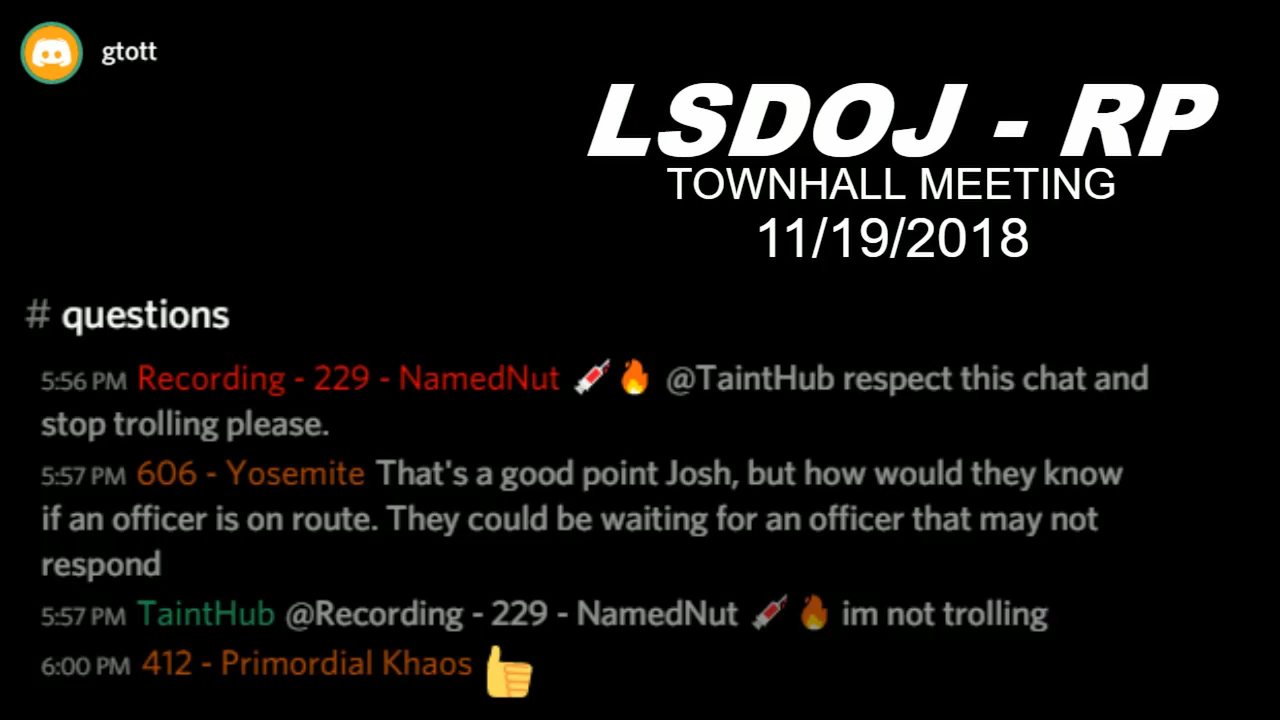 gtott
LSDOJ - RP
TOWNHALL MEETING
11/19/2018
# questions
5:56 PM Recording - 229 - NamedNut 💉🔥 @TaintHub respect this chat and
stop trolling please.
5:57 PM 606 - Yosemite That's a good point Josh, but how would they know
if an officer is on route. They could be waiting for an officer that may not
respond
5:57 PM TaintHub @Recording - 229 - NamedNut 💉🔥 im not trolling
6:00 PM 412 - Primordial Khaos 👍